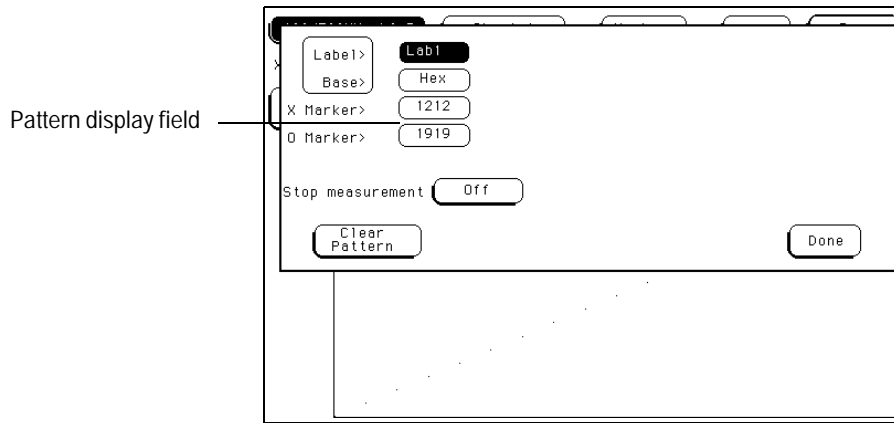 Label> Lab1
Base> Hex
Pattern display field
X Marker> 1212
O Marker> 1919
Stop measurement Off
Clear
Pattern
Done